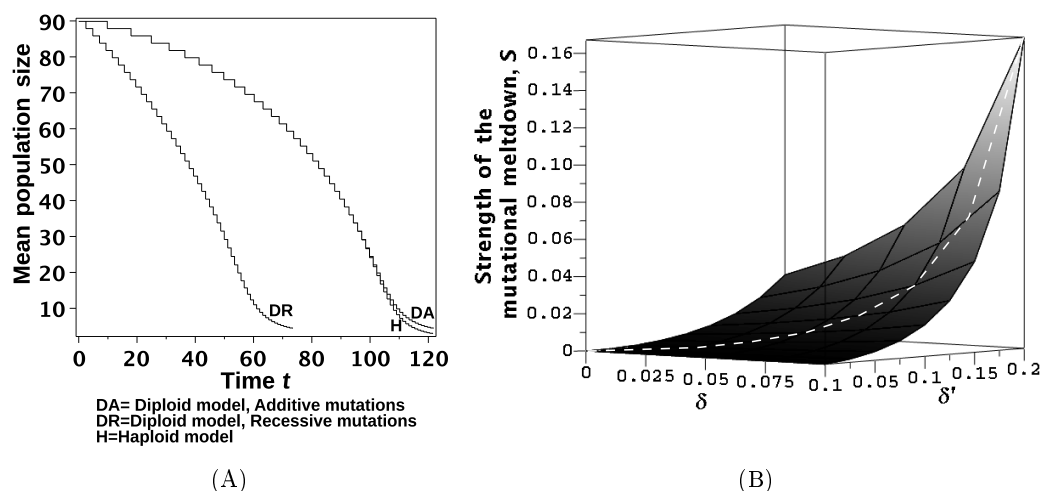 90
80
70
60
50
40
30
20
10
Mean population size
DR
DA
H
0 20 40 60 80 100 120
Time t
DA= Diploid model, Additive mutations
DR=Diploid model, Recessive mutations
H=Haploid model
(A)
Strength of the
mutational meltdown, S
0.16
0.14
0.12
0.10
0.08
0.06
0.04
0.02
0
0 0.025 0.05 0.075 0.1
δ
0.05 0.1 0.15 0.2
δ'
(B)